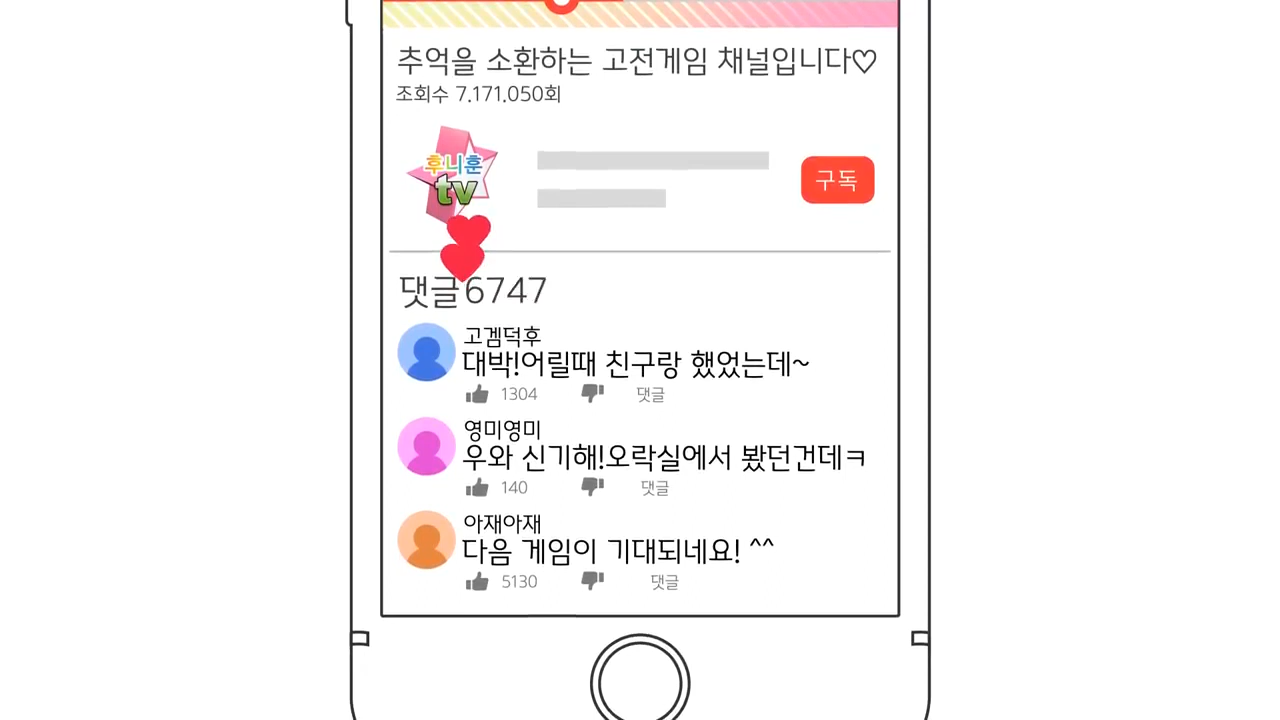 추억을 소환하는 고전게임 채널입니다♡
조회수 7,171,050회
후니훈
tv
구독
댓글6747
고겜덕후
대박!어릴때 친구랑 했었는데~
1304 댓글
영미영미
우와 신기해!오락실에서 봤던건데ㅋ
140 댓글
아재아재
다음 게임이 기대되네요! ^^
5130 댓글